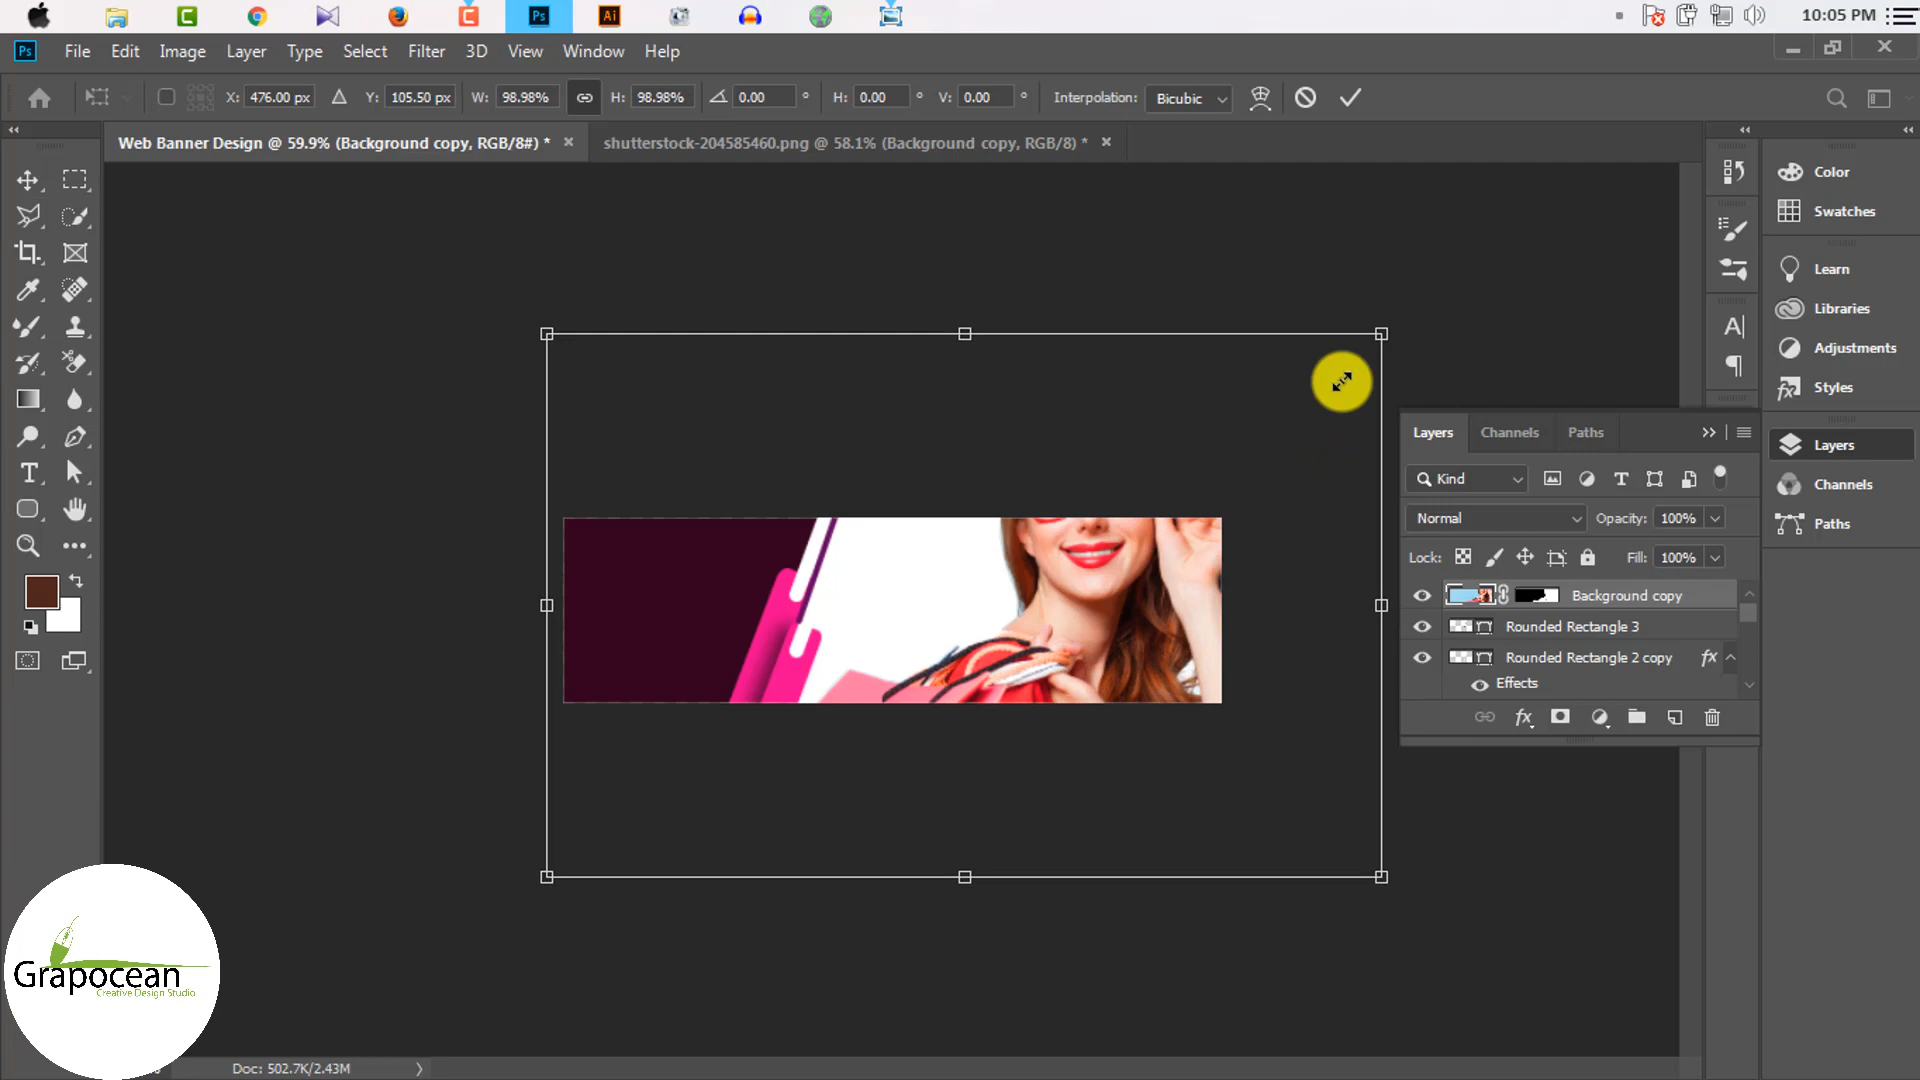 10:05 PM
Ps
Ai
Ps
File Edit Image Layer Type Select Filter 3D View Window Help
X: 476.00 px Y: 105.50 px W: 98.98% H: 98.98% 0.00 ° H: 0.00 ° V: 0.00 ° Interpolation: Bicubic
Web Banner Design @ 59.9% (Background copy, RGB/8#) * ×
shutterstock-204585460.png @ 58.1% (Background copy, RGB/8) * ×
Color
Swatches
Learn
Libraries
Adjustments
Styles
Layers
Channels
Paths
Layers Channels Paths
Kind
Normal Opacity: 100%
Lock: Fill: 100%
Background copy
Rounded Rectangle 3
Rounded Rectangle 2 copy fx
Effects
Grapocean
Creative Design Studio
Doc: 502.7K/2.43M